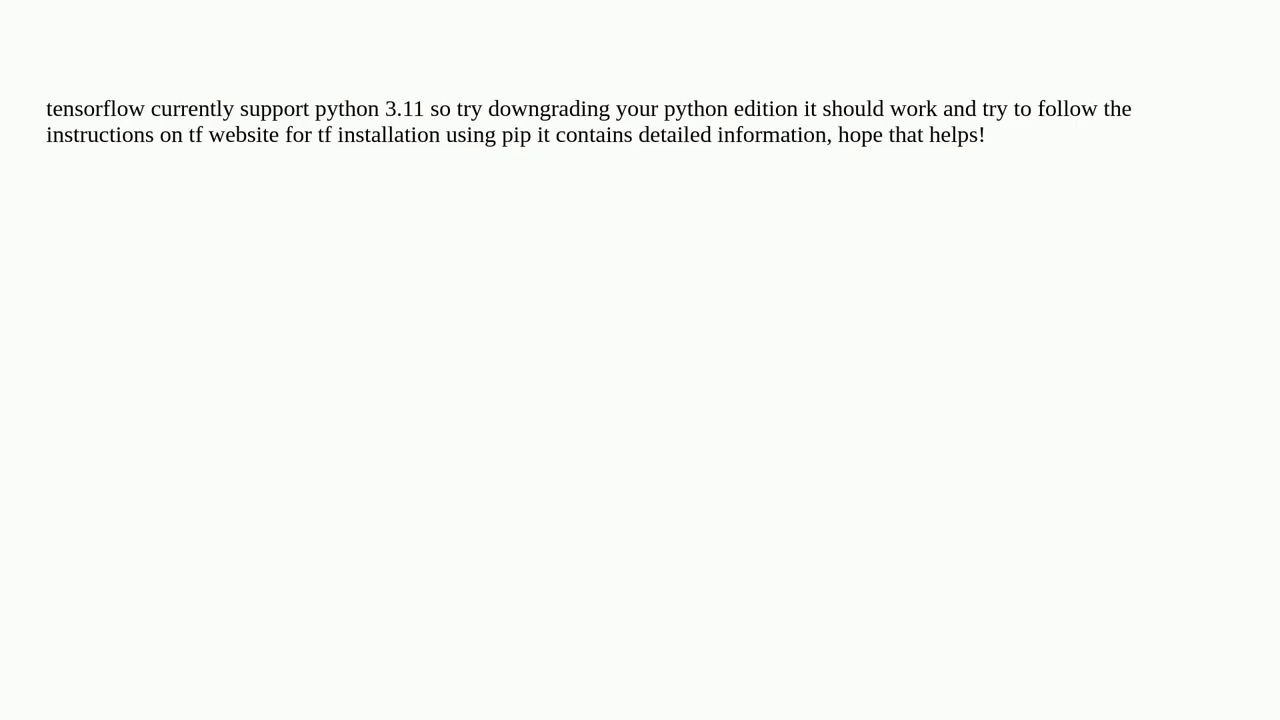 tensorflow currently support python 3.11 so try downgrading your python edition it should work and try to follow the
instructions on tf website for tf installation using pip it contains detailed information, hope that helps!